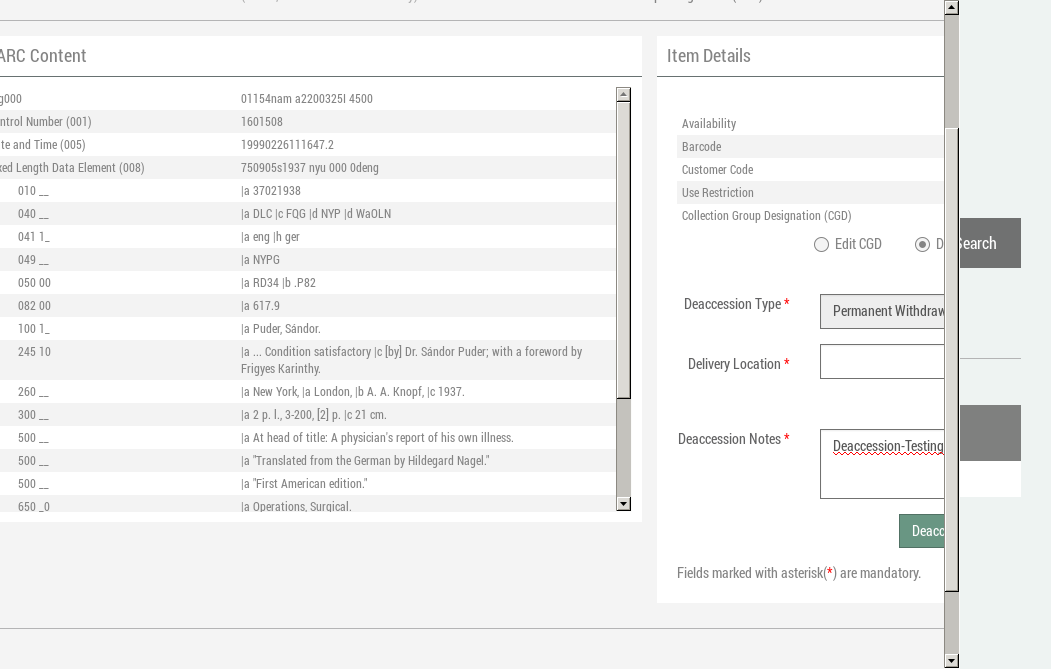 ARC Content
g000 01154nam a2200325I 4500
ntrol Number (001) 1601508
te and Time (005) 19990226111647.2
xed Length Data Element (008) 750905s1937 nyu 000 0deng
010 __ |a 37021938
040 __ |a DLC |c FQG |d NYP |d WaOLN
041 1_ |a eng |h ger
049 __ |a NYPG
050 00 |a RD34 |b .P82
082 00 |a 617.9
100 1_ |a Puder, Sándor.
245 10 |a ... Condition satisfactory |c [by] Dr. Sándor Puder; with a foreword by
Frigyes Karinthy.
260 __ |a New York, |a London, |b A. A. Knopf, |c 1937.
300 __ |a 2 p. l., 3-200, [2] p. |c 21 cm.
500 __ |a At head of title: A physician's report of his own illness.
500 __ |a "Translated from the German by Hildegard Nagel."
500 __ |a "First American edition."
650 _0 |a Operations, Surgical.
Item Details
Availability
Barcode
Customer Code
Use Restriction
Collection Group Designation (CGD)
Edit CGD D
Search
Deaccession Type * Permanent Withdraw
Delivery Location *
Deaccession Notes * Deaccession-Testing
Deacc
Fields marked with asterisk(*) are mandatory.